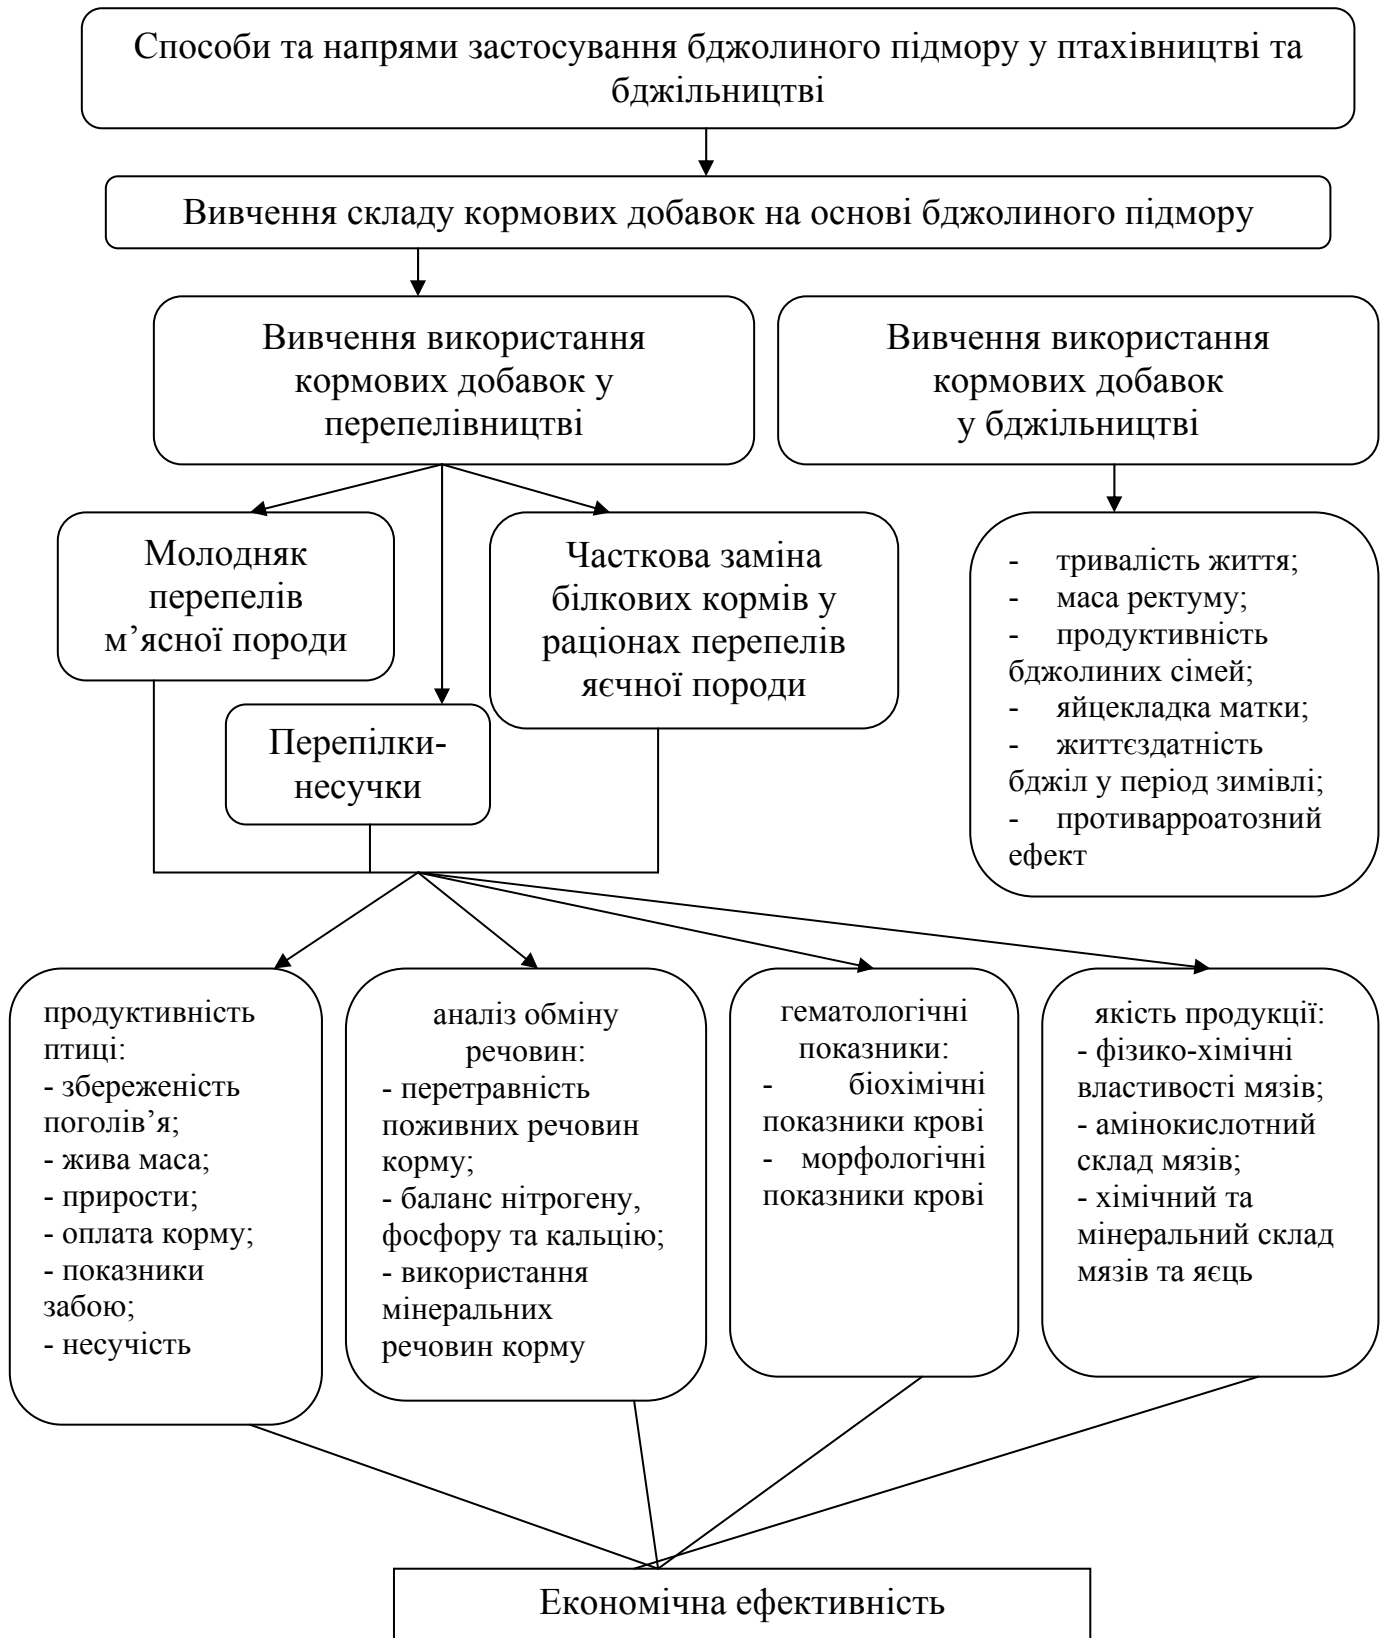 Способи та напрями застосування бджолиного підмору у птахівництві та
бджільництві
Вивчення складу кормових добавок на основі бджолиного підмору
Вивчення використання
кормових добавок у
перепелівництві
Вивчення використання
кормових добавок
у бджільництві
Молодняк
перепелів
м’ясної породи
Перепілки-
несучки
Часткова заміна
білкових кормів у
раціонах перепелів
яєчної породи
- тривалість життя;
- маса ректуму;
- продуктивність
бджолиних сімей;
- яйцекладка матки;
- життєздатність
бджіл у період зимівлі;
- противарроатозний
ефект
продуктивність
птиці:
- збереженість
поголів’я;
- жива маса;
- прирости;
- оплата корму;
- показники
забою;
- несучість
аналіз обміну
речовин:
- перетравність
поживних речовин
корму;
- баланс нітрогену,
фосфору та кальцію;
- використання
мінеральних
речовин корму
гематологічні
показники:
- біохімічні
показники крові
- морфологічні
показники крові
якість продукції:
- фізико-хімічні
властивості мязів;
- амінокислотний
склад мязів;
- хімічний та
мінеральний склад
мязів та яєць
Економічна ефективність